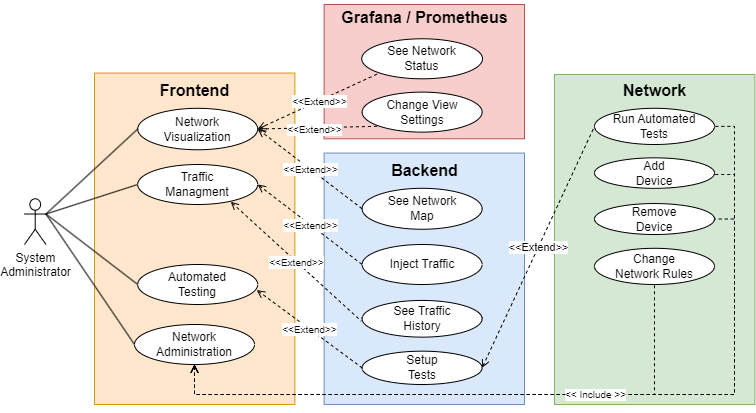 Grafana / Prometheus
See Network
Status
<<Extend>>
Change View
Settings
<<Extend>>
Frontend
Network
Visualization
Traffic
Managment
Automated
Testing
Network
Administration
System
Administrator
Backend
<<Extend>>
See Network
Map
<<Extend>>
Inject Traffic
<<Extend>>
See Traffic
History
<<Extend>>
Setup
Tests
<<Extend>>
Network
Run Automated
Tests
Add
Device
Remove
Device
Change
Network Rules
<< Include >>